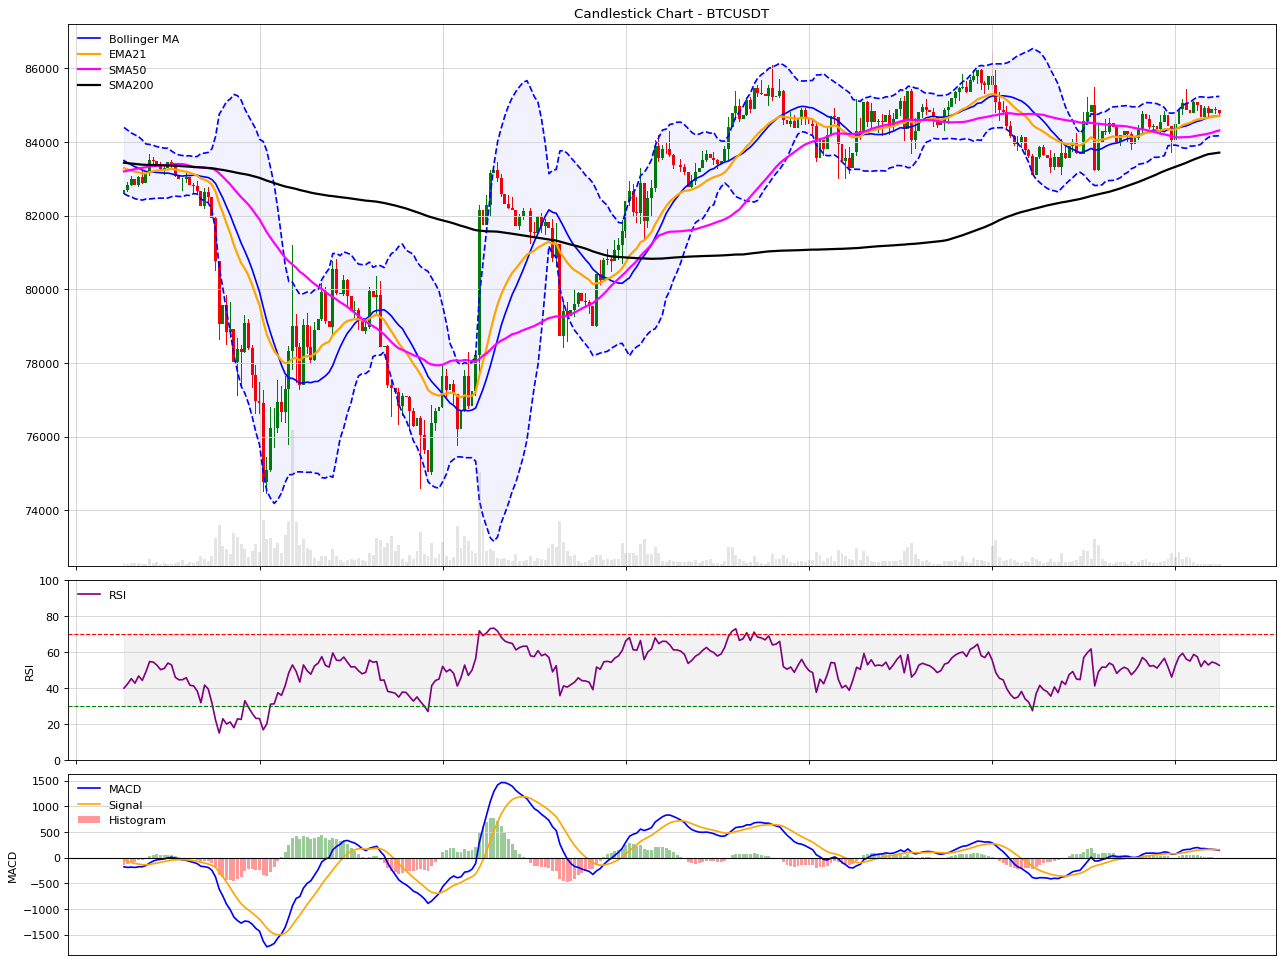 Candlestick Chart - BTCUSDT
Bollinger MA
EMA21
SMA50
SMA200
86000
84000
82000
80000
78000
76000
74000
RSI
100
80
60
40
20
0
RSI
MACD
Signal
Histogram
1500
1000
500
0
−500
−1000
−1500
MACD